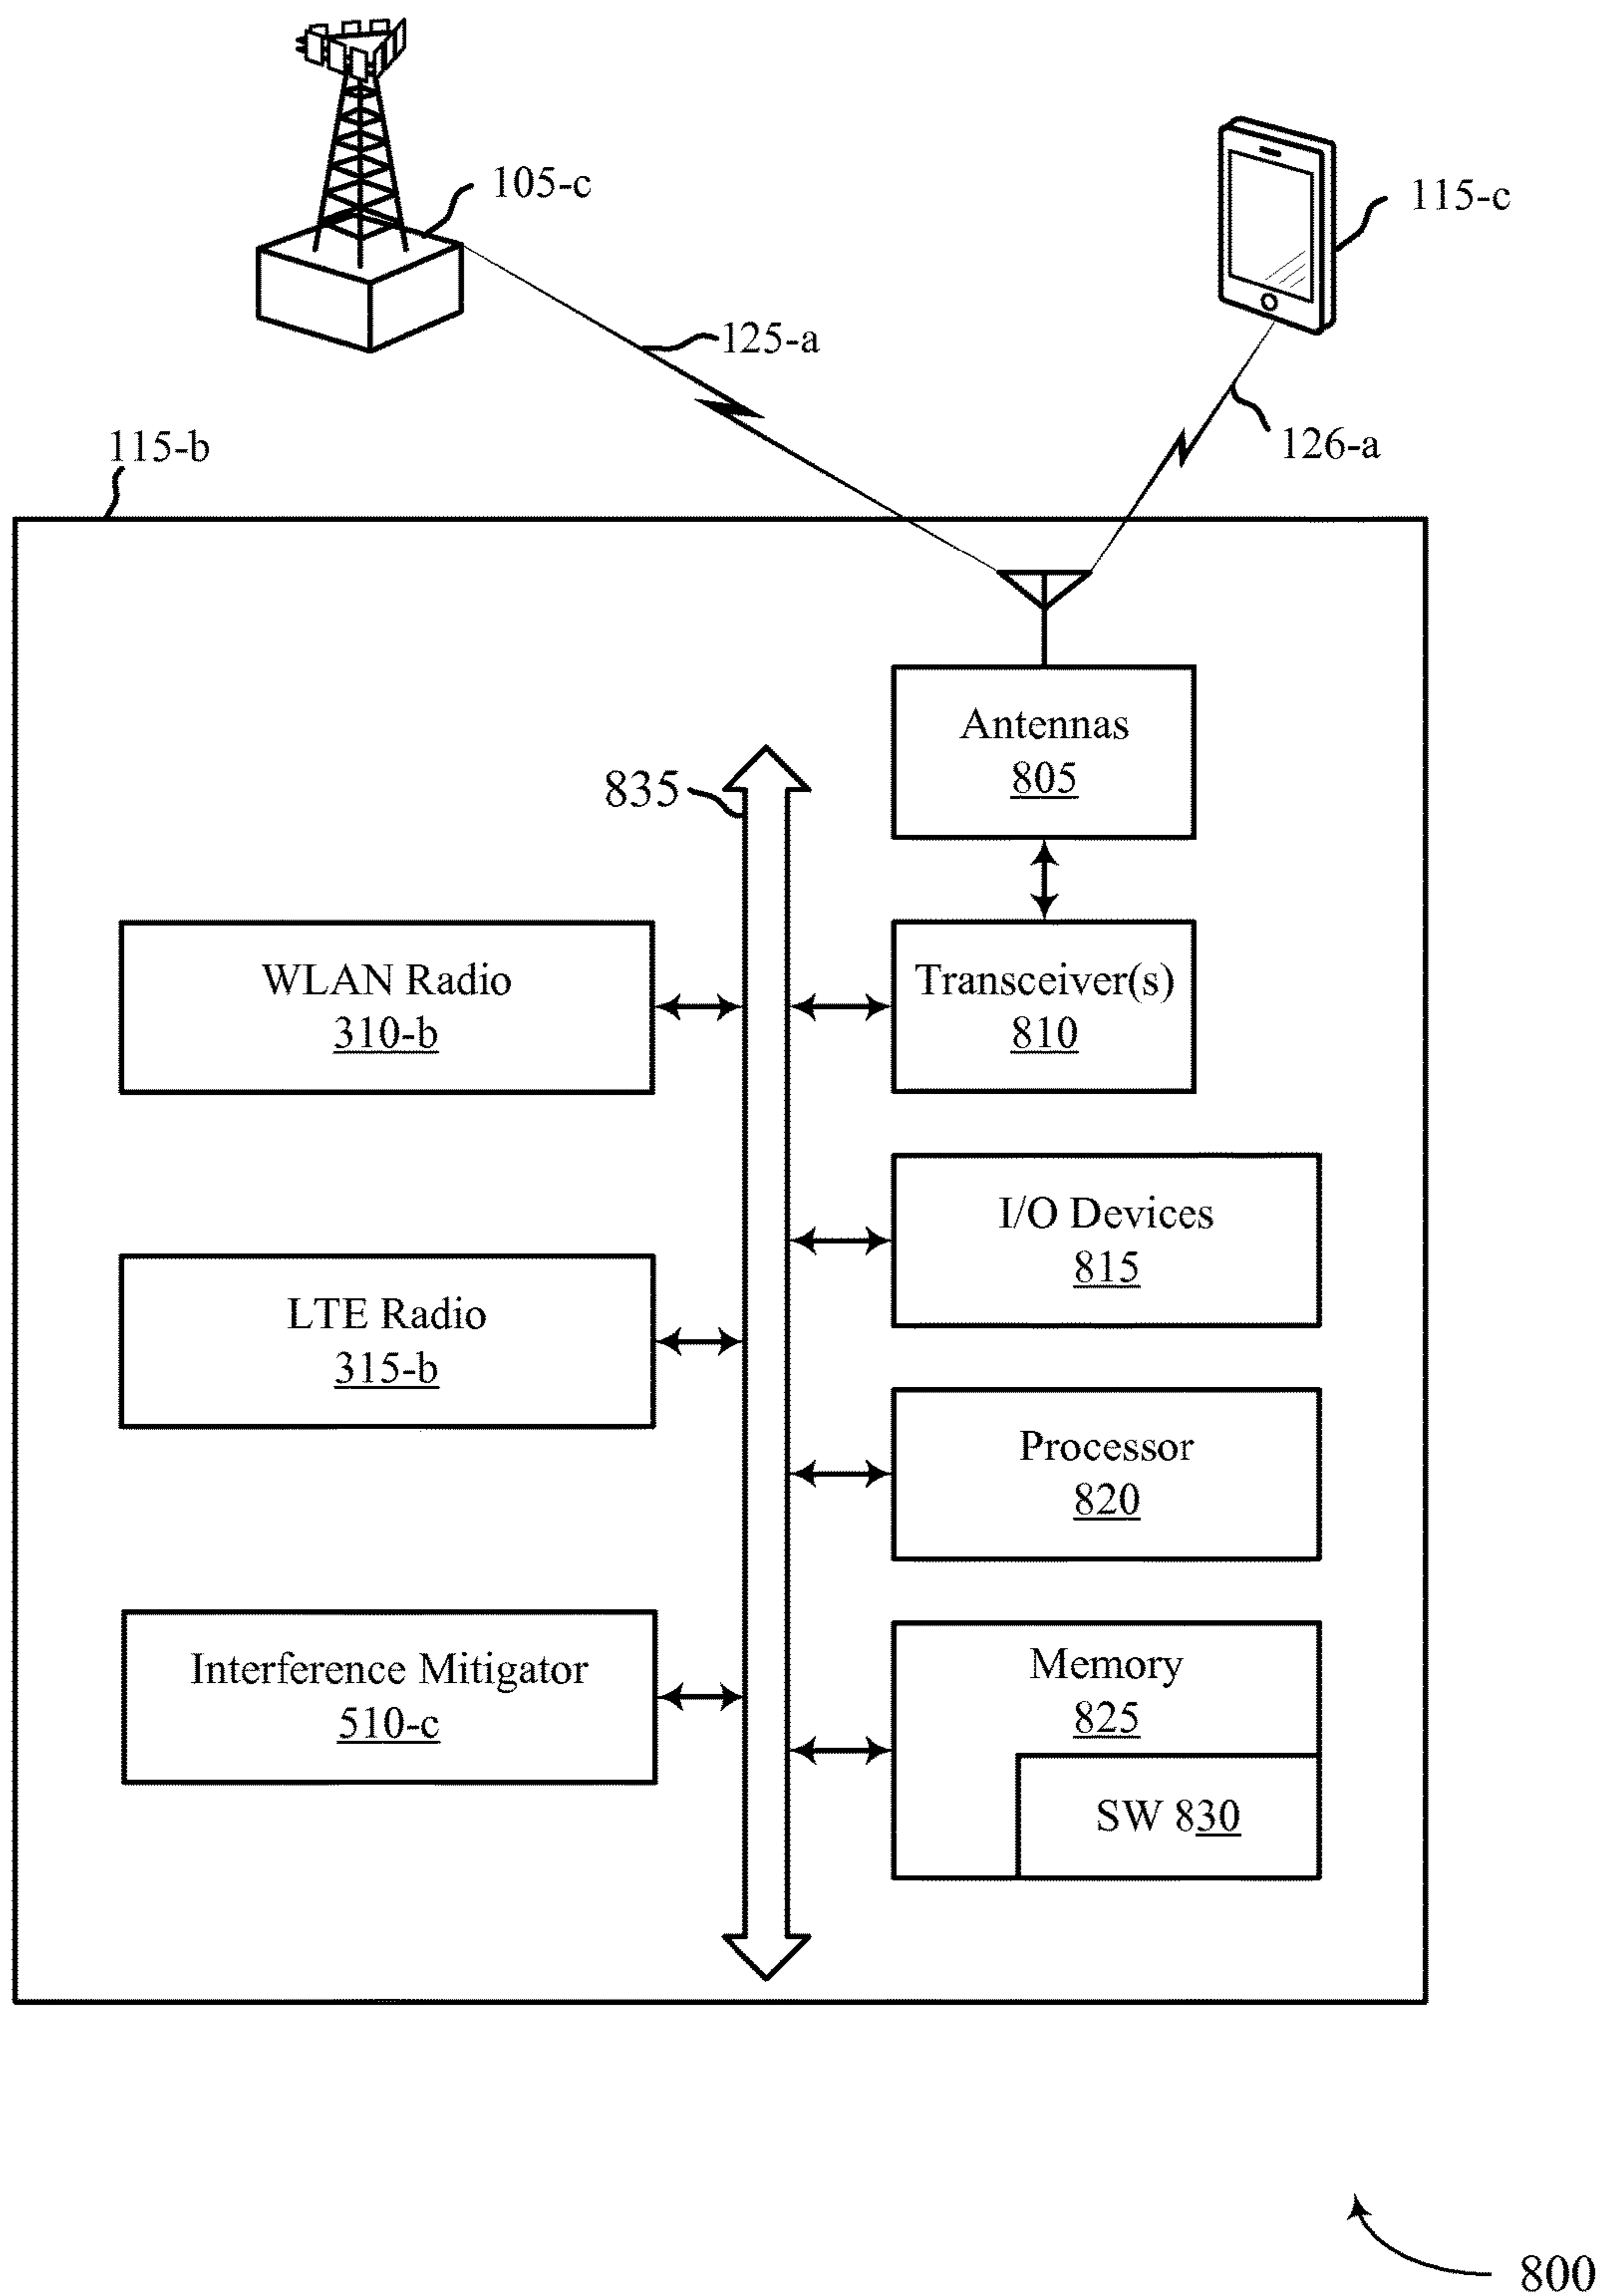 105-c
115-c
125-a
126-a
115-b
Antennas
805
835
WLAN Radio
310-b
Transceiver(s)
810
I/O Devices
815
LTE Radio
315-b
Processor
820
Interference Mitigator
510-c
Memory
825
SW 830
800